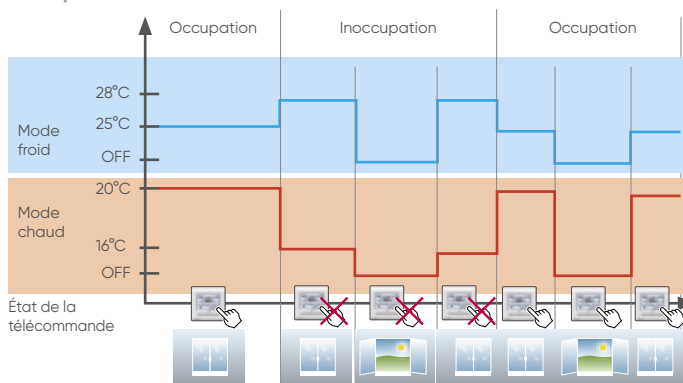 Occupation
Inoccupation
Occupation
28°C
25°C
OFF
Mode
froid
20°C
16°C
OFF
Mode
chaud
État de la
télécommande